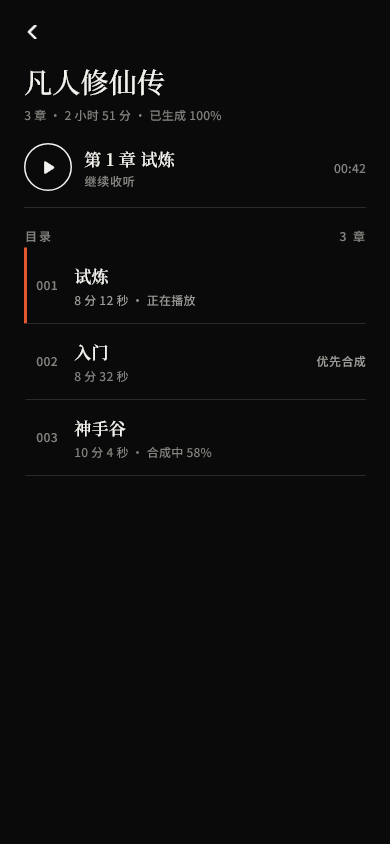 凡人修仙传
3 章 · 2 小时 51 分 · 已生成 100%
第 1 章 试炼
继续收听
00:42
目录
3 章
001
试炼
8 分 12 秒 · 正在播放
002
入门
8 分 32 秒
优先合成
003
神手谷
10 分 4 秒 · 合成中 58%